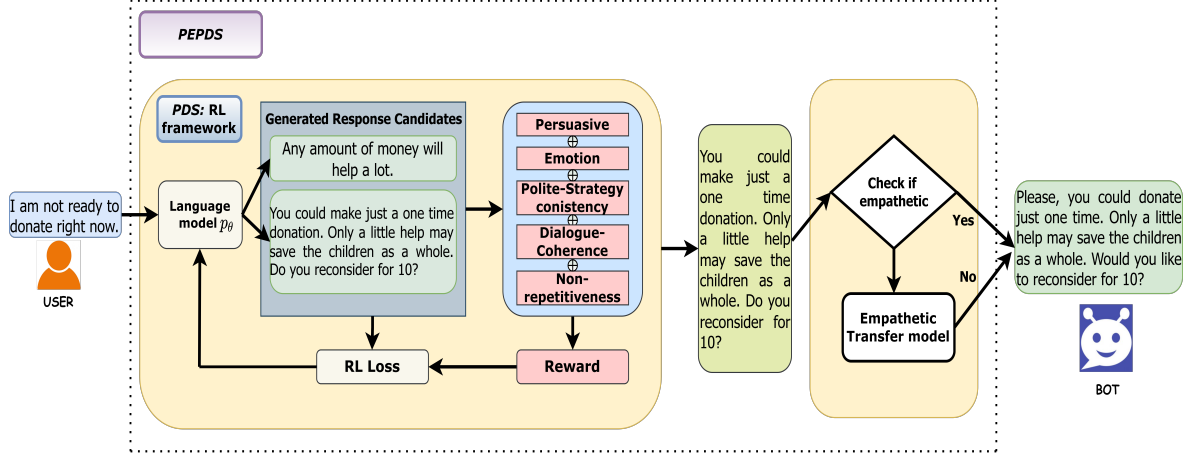 PEPDS
PDS: RL
framework
I am not ready to
donate right now.
USER
Language
model pθ
Generated Response Candidates
Any amount of money will
help a lot.
You could make just a one time
donation. Only a little help may
save the children as a whole.
Do you reconsider for 10?
Persuasive
⊕
Emotion
⊕
Polite-Strategy
conistency
⊕
Dialogue-
Coherence
⊕
Non-
repetitiveness
RL Loss
Reward
You could
make just a
one time
donation. Only
a little help
may save the
children as a
whole. Do you
reconsider for
10?
Check if
empathetic
Yes
No
Empathetic
Transfer model
Please, you could donate
just one time. Only a little
help may save the children
as a whole. Would you like
to reconsider for 10?
BOT